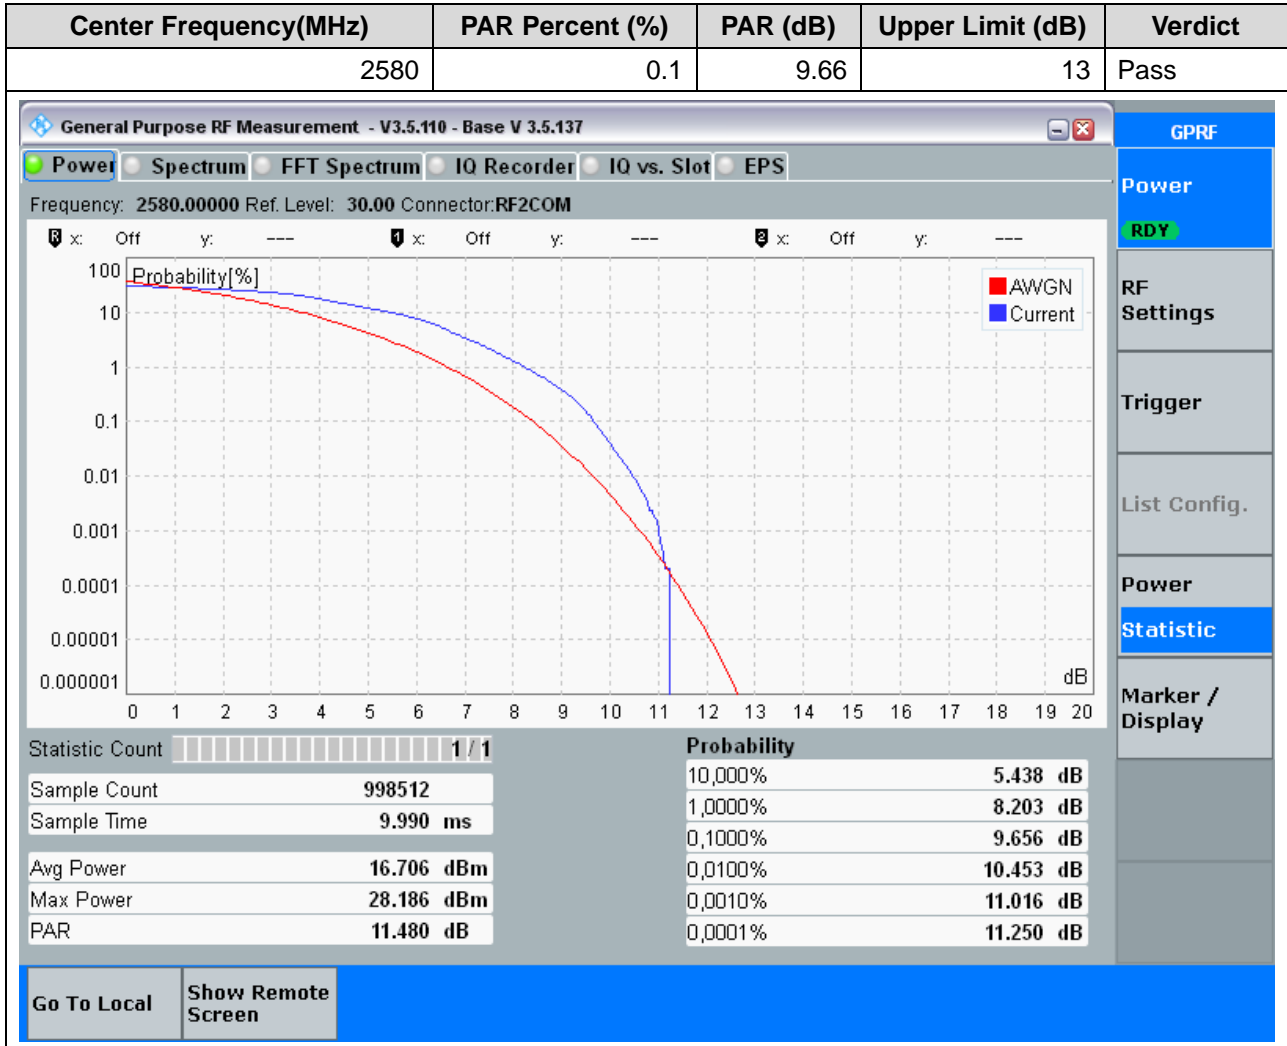 Center Frequency(MHz) PAR Percent (%) PAR (dB) Upper Limit (dB) Verdict
2580 0.1 9.66 13 Pass
General Purpose RF Measurement - V3.5.110 - Base V 3.5.137
GPRF
Power Spectrum FFT Spectrum IQ Recorder IQ vs. Slot EPS
Frequency: 2580.00000 Ref. Level: 30.00 Connector:RF2COM
R x: Off y: --- 1 x: Off y: --- 2 x: Off y: ---
Probability[%]
100
10
1
0.1
0.01
0.001
0.0001
0.00001
0.000001
AWGN
Current
dB
0 1 2 3 4 5 6 7 8 9 10 11 12 13 14 15 16 17 18 19 20
Statistic Count 1 / 1
Sample Count 998512
Sample Time 9.990 ms
Avg Power 16.706 dBm
Max Power 28.186 dBm
PAR 11.480 dB
Probability
10,000% 5.438 dB
1,0000% 8.203 dB
0,1000% 9.656 dB
0,0100% 10.453 dB
0,0010% 11.016 dB
0,0001% 11.250 dB
Power
RDY
RF
Settings
Trigger
List Config.
Power
Statistic
Marker /
Display
Go To Local
Show Remote
Screen